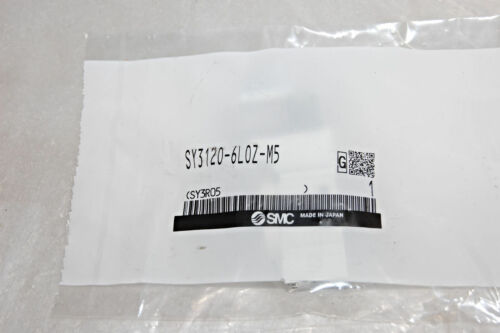 SY3120-6LOZ-M5
G
(SY3R05 ) 1
SMC MADE IN JAPAN